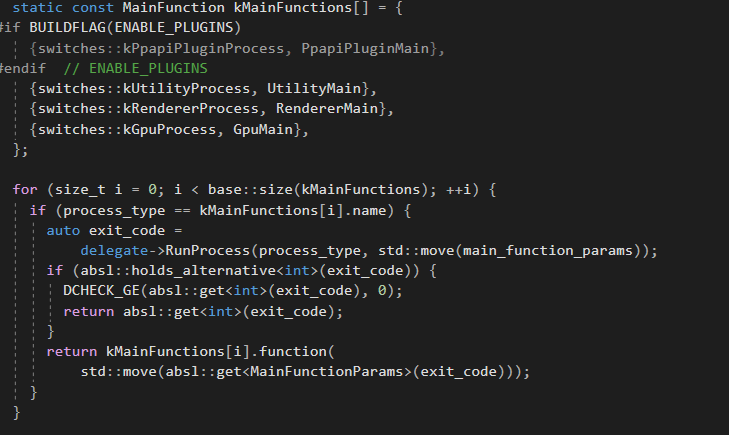 static const MainFunction kMainFunctions[] = {
#if BUILDFLAG(ENABLE_PLUGINS)
{switches::kPpapiPluginProcess, PpapiPluginMain},
#endif  // ENABLE_PLUGINS
{switches::kUtilityProcess, UtilityMain},
{switches::kRendererProcess, RendererMain},
{switches::kGpuProcess, GpuMain},
};
for (size_t i = 0; i < base::size(kMainFunctions); ++i) {
if (process_type == kMainFunctions[i].name) {
auto exit_code =
delegate->RunProcess(process_type, std::move(main_function_params));
if (absl::holds_alternative<int>(exit_code)) {
DCHECK_GE(absl::get<int>(exit_code), 0);
return absl::get<int>(exit_code);
}
return kMainFunctions[i].function(
std::move(absl::get<MainFunctionParams>(exit_code)));
}
}